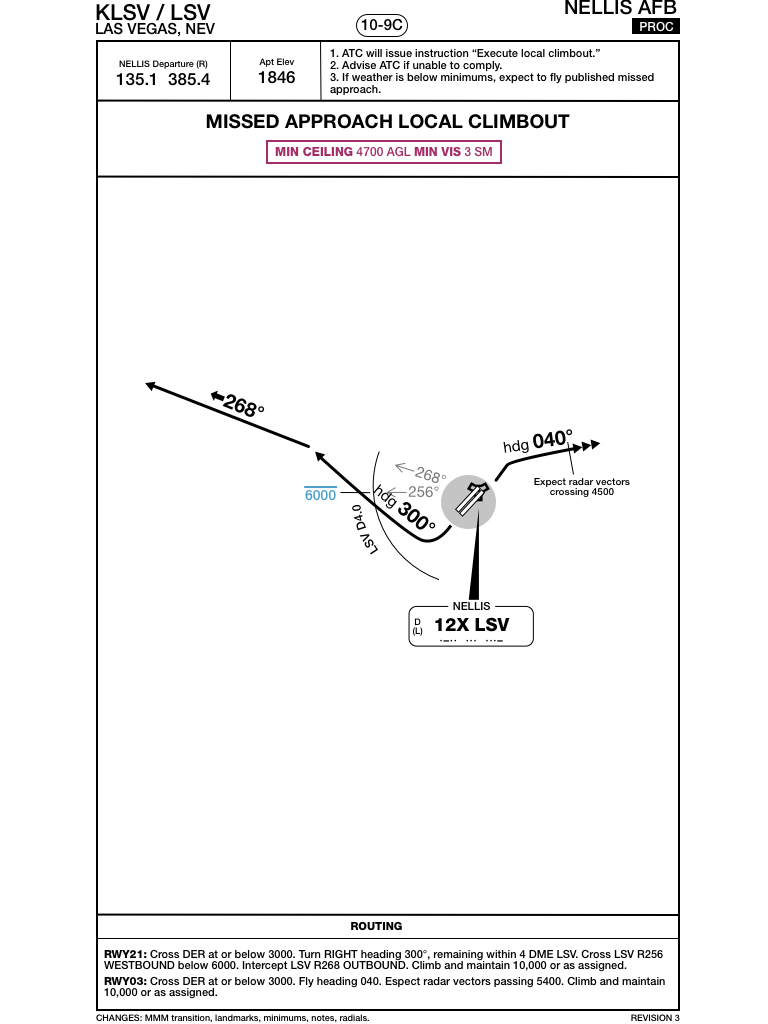 KLSV / LSV
LAS VEGAS, NEV
10-9C
NELLIS AFB
PROC
NELLIS Departure (R)
135.1 385.4
Apt Elev
1846
1. ATC will issue instruction “Execute local climbout.”
2. Advise ATC if unable to comply.
3. If weather is below minimums, expect to fly published missed
approach.
MISSED APPROACH LOCAL CLIMBOUT
MIN CEILING 4700 AGL MIN VIS 3 SM
268°
hdg 040°
Expect radar vectors
crossing 4500
268°
256°
6000
hdg 300°
LSV D4.0
NELLIS
D
(L)
12X LSV
.-.. ... ...-
ROUTING
RWY21: Cross DER at or below 3000. Turn RIGHT heading 300°, remaining within 4 DME LSV. Cross LSV R256
WESTBOUND below 6000. Intercept LSV R268 OUTBOUND. Climb and maintain 10,000 or as assigned.
RWY03: Cross DER at or below 3000. Fly heading 040. Espect radar vectors passing 5400. Climb and maintain
10,000 or as assigned.
CHANGES: MMM transition, landmarks, minimums, notes, radials.
REVISION 3